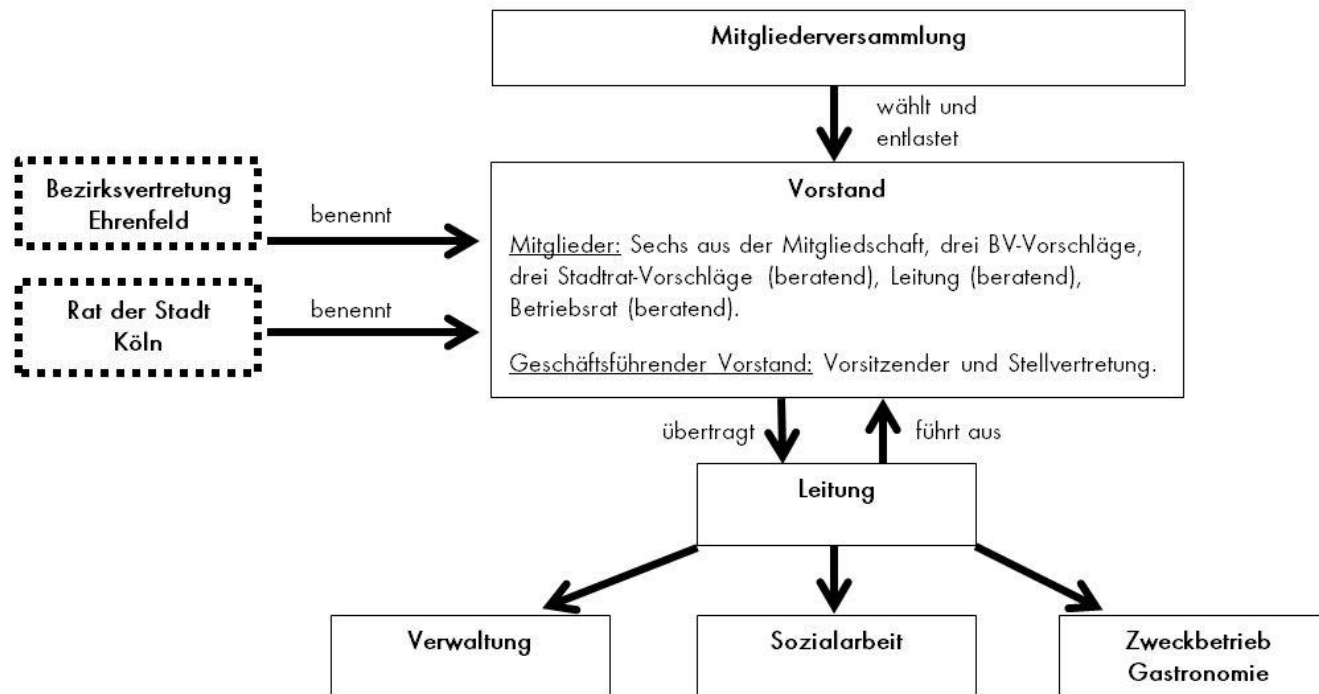 Mitgliederversammlung
wählt und
entlastet
Bezirksvertretung
Ehrenfeld
benennt
Rat der Stadt
Köln
benennt
Vorstand
Mitglieder: Sechs aus der Mitgliedschaft, drei BV-Vorschläge,
drei Stadtrat-Vorschläge (beratend), Leitung (beratend),
Betriebsrat (beratend).
Geschäftsführender Vorstand: Vorsitzender und Stellvertretung.
übertragt
führt aus
Leitung
Verwaltung
Sozialarbeit
Zweckbetrieb
Gastronomie